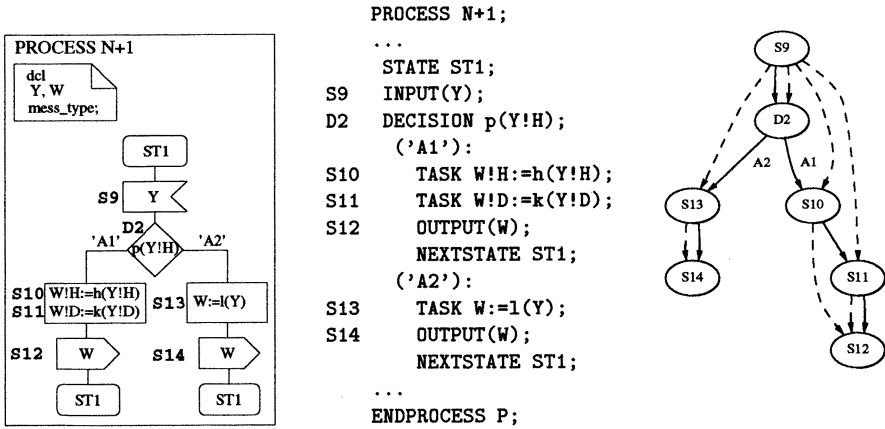 PROCESS N+1
dcl
Y, W
mess_type;
ST1
S9 Y
D2
'A1' p(Y!H) 'A2'
S10 W!H:=h(Y!H)
S11 W!D:=k(Y!D)
S13 W:=l(Y)
S12 W
S14 W
ST1 ST1
PROCESS N+1;
...
STATE ST1;
S9 INPUT(Y);
D2 DECISION p(Y!H);
('A1'):
S10 TASK W!H:=h(Y!H);
S11 TASK W!D:=k(Y!D);
S12 OUTPUT(W);
NEXTSTATE ST1;
('A2'):
S13 TASK W:=l(Y);
S14 OUTPUT(W);
NEXTSTATE ST1;
...
ENDPROCESS P;
S9
D2
A2 A1
S13 S10
S14 S11
S12